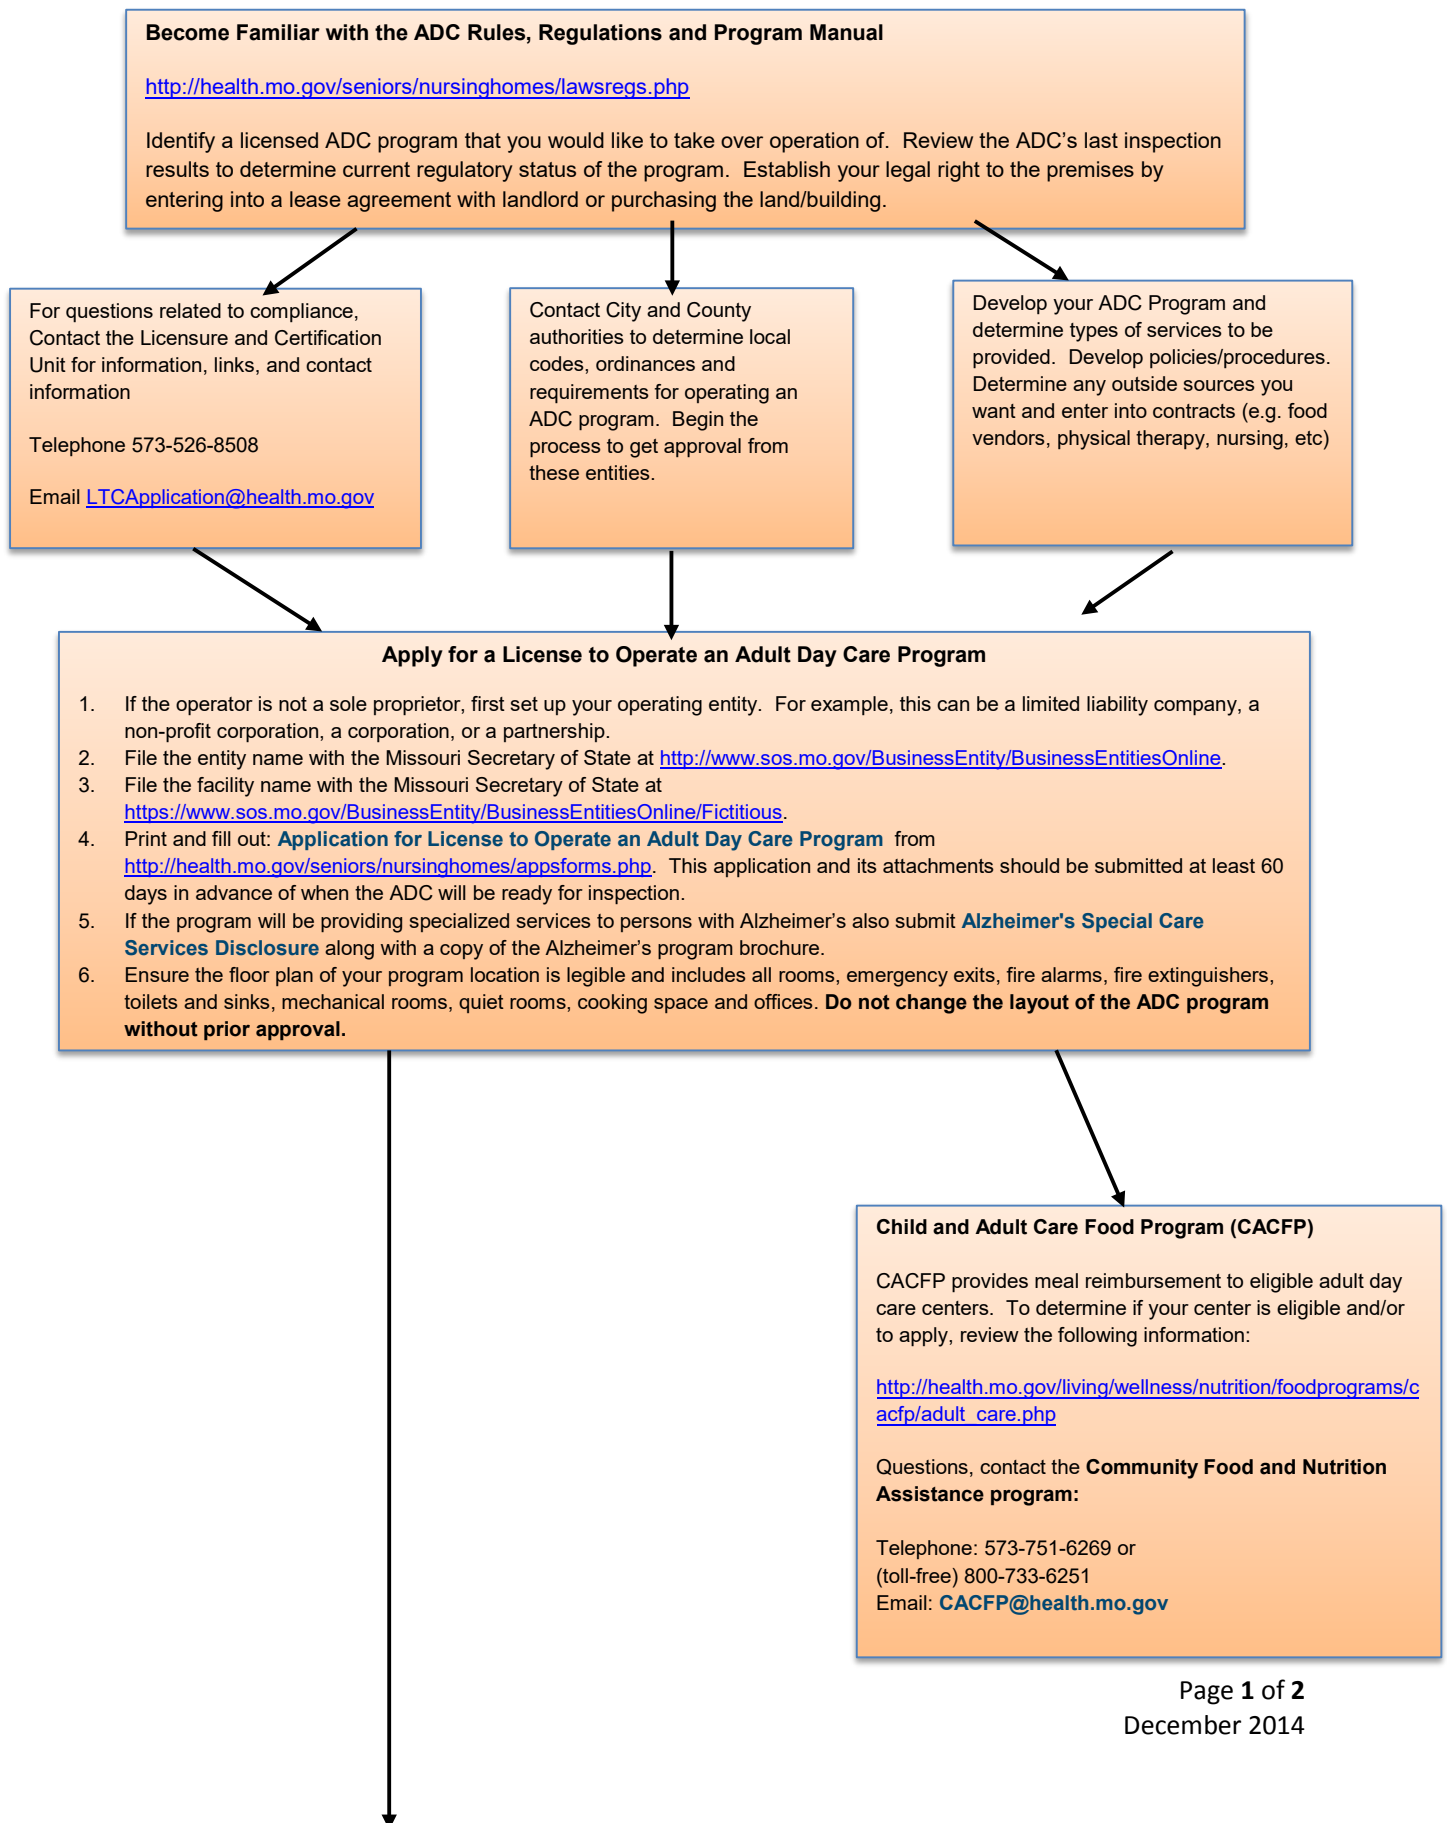 Become Familiar with the ADC Rules, Regulations and Program Manual
http://health.mo.gov/seniors/nursinghomes/lawsregs.php
Identify a licensed ADC program that you would like to take over operation of.  Review the ADC's last inspection
results to determine current regulatory status of the program.  Establish your legal right to the premises by
entering into a lease agreement with landlord or purchasing the land/building.
For questions related to compliance,
Contact the Licensure and Certification
Unit for information, links, and contact
information
Telephone 573-526-8508
Email LTCApplication@health.mo.gov
Contact City and County
authorities to determine local
codes, ordinances and
requirements for operating an
ADC program.  Begin the
process to get approval from
these entities.
Develop your ADC Program and
determine types of services to be
provided.  Develop policies/procedures.
Determine any outside sources you
want and enter into contracts (e.g. food
vendors, physical therapy, nursing, etc)
Apply for a License to Operate an Adult Day Care Program
1. If the operator is not a sole proprietor, first set up your operating entity.  For example, this can be a limited liability company, a
non-profit corporation, a corporation, or a partnership.
2. File the entity name with the Missouri Secretary of State at http://www.sos.mo.gov/BusinessEntity/BusinessEntitiesOnline.
3. File the facility name with the Missouri Secretary of State at
https://www.sos.mo.gov/BusinessEntity/BusinessEntitiesOnline/Fictitious.
4. Print and fill out: Application for License to Operate an Adult Day Care Program  from
http://health.mo.gov/seniors/nursinghomes/appsforms.php.  This application and its attachments should be submitted at least 60
days in advance of when the ADC will be ready for inspection.
5. If the program will be providing specialized services to persons with Alzheimer's also submit Alzheimer's Special Care
Services Disclosure along with a copy of the Alzheimer's program brochure.
6. Ensure the floor plan of your program location is legible and includes all rooms, emergency exits, fire alarms, fire extinguishers,
toilets and sinks, mechanical rooms, quiet rooms, cooking space and offices. Do not change the layout of the ADC program
without prior approval.
Child and Adult Care Food Program (CACFP)
CACFP provides meal reimbursement to eligible adult day
care centers.  To determine if your center is eligible and/or
to apply, review the following information:
http://health.mo.gov/living/wellness/nutrition/foodprograms/c
acfp/adult_care.php
Questions, contact the Community Food and Nutrition
Assistance program:
Telephone: 573-751-6269 or
(toll-free) 800-733-6251
Email: CACFP@health.mo.gov
Page 1 of 2
December 2014